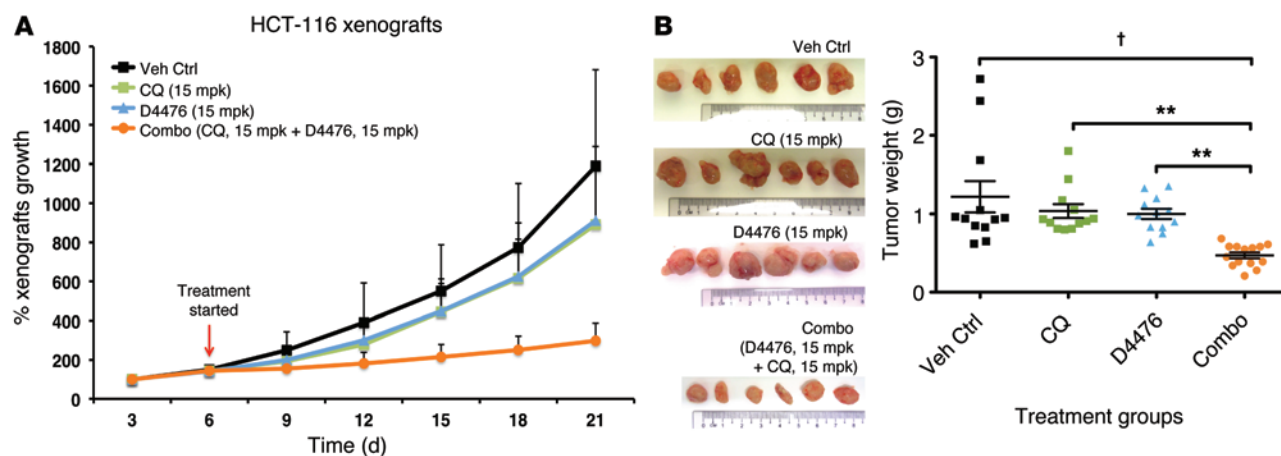 A
HCT-116 xenografts
% xenografts growth
1800
1600
1400
1200
1000
800
600
400
200
0
Veh Ctrl
CQ (15 mpk)
D4476 (15 mpk)
Combo (CQ, 15 mpk + D4476, 15 mpk)
Treatment
started
3 6 9 12 15 18 21
Time (d)
B
Veh Ctrl
CQ (15 mpk)
D4476 (15 mpk)
Combo
(D4476, 15 mpk
+ CQ, 15 mpk)
Tumor weight (g)
3
2
1
0
†
**
**
Veh Ctrl
CQ
D4476
Combo
Treatment groups